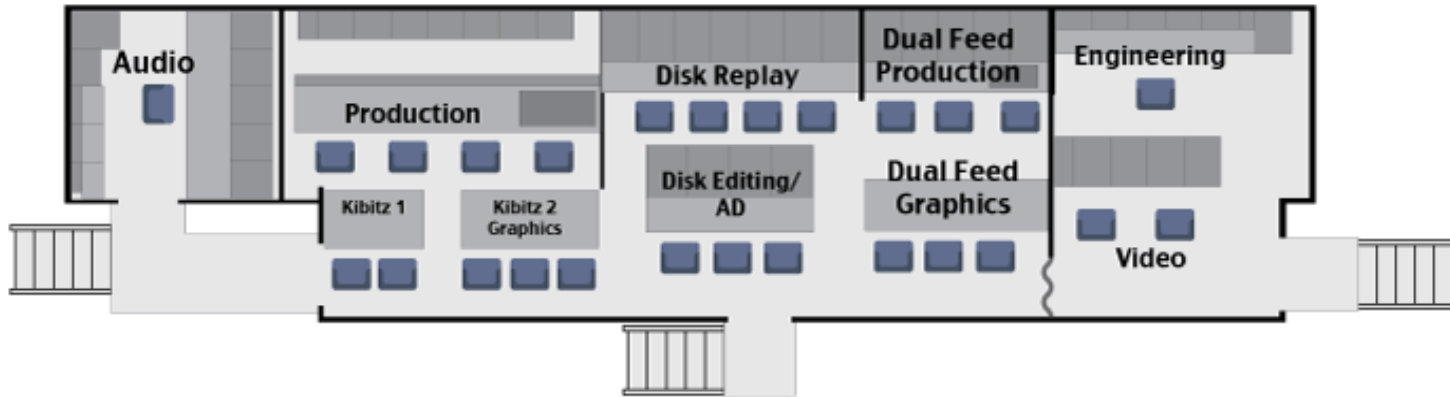 Audio
Production
Kibitz 1
Kibitz 2
Graphics
Disk Replay
Disk Editing/
AD
Dual Feed
Production
Dual Feed
Graphics
Engineering
Video